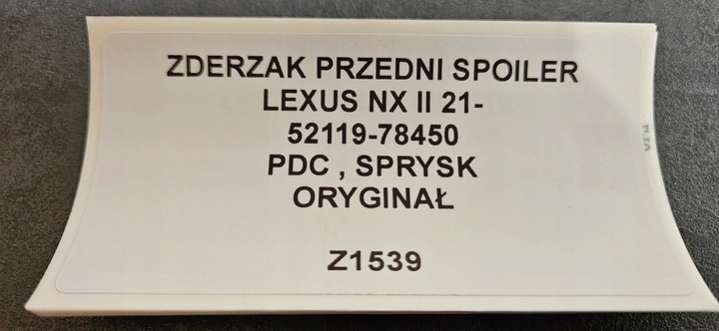 ZDERZAK PRZEDNI SPOILER
LEXUS NX II 21-
52119-78450
PDC , SPRYSK
ORYGINAŁ
Z1539